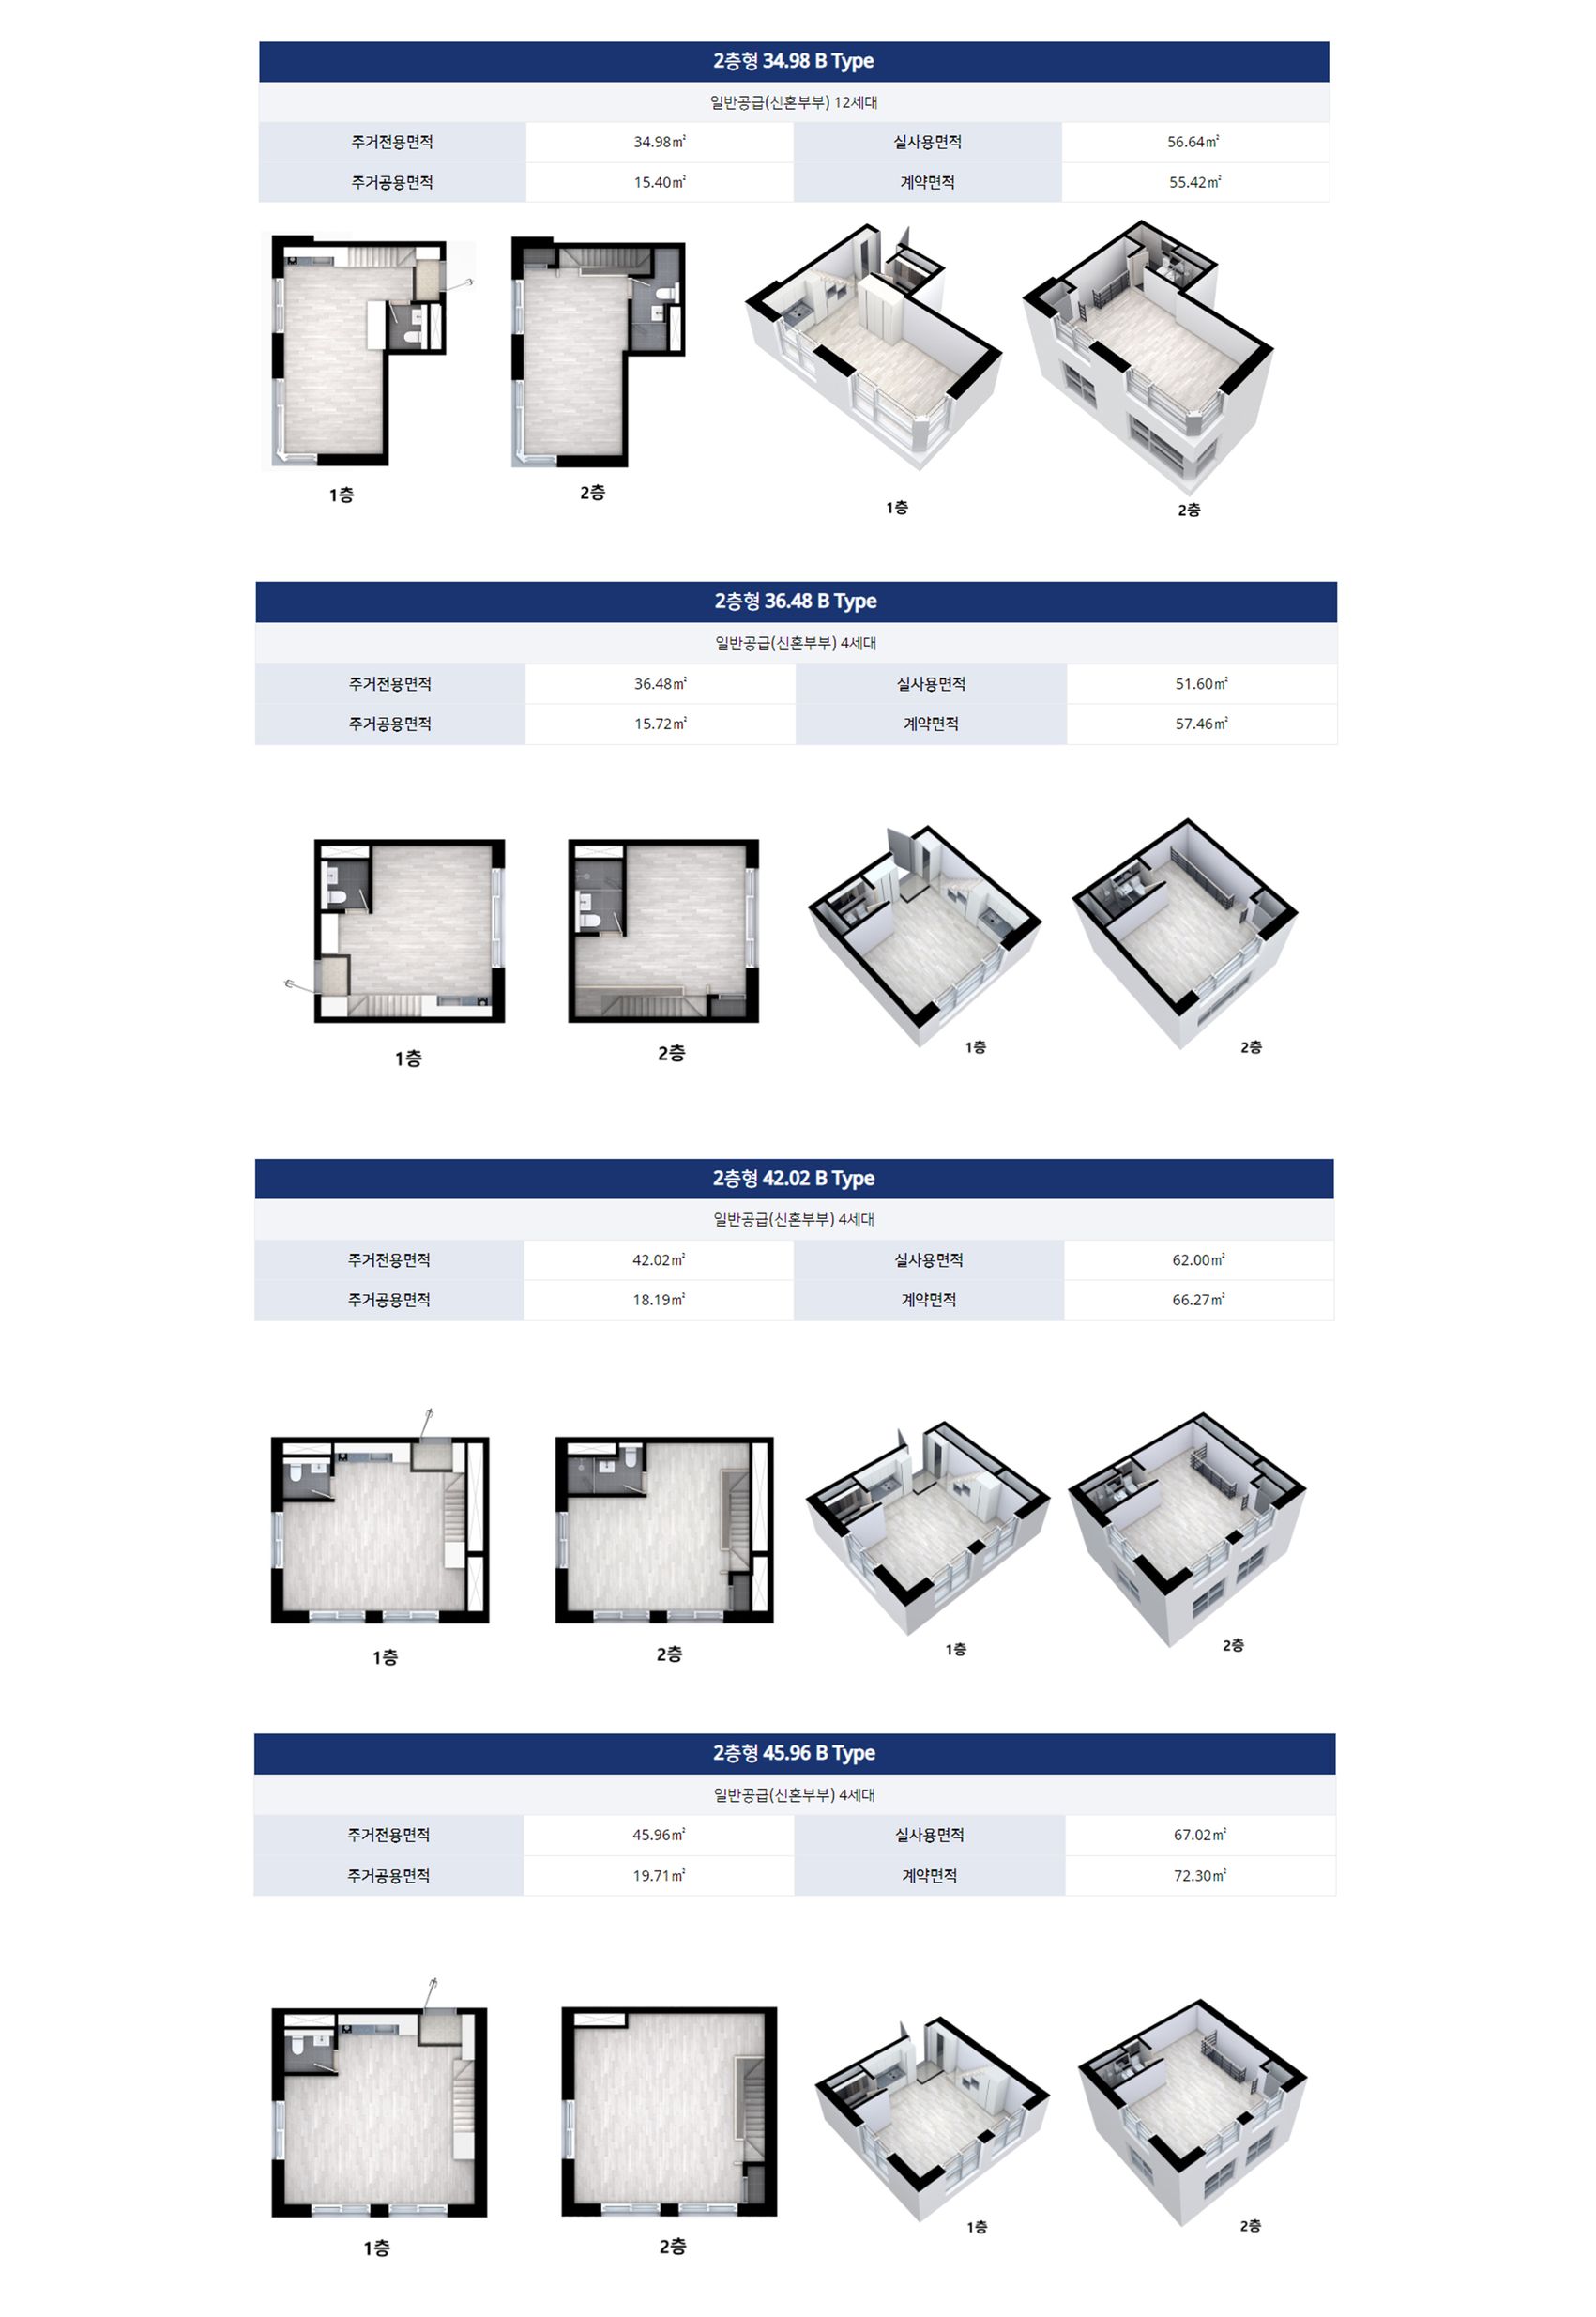 2층형 34.98 B Type
일반공급(신혼부부) 12세대
주거전용면적 34.98㎡ 실사용면적 56.64㎡
주거공용면적 15.40㎡ 계약면적 55.42㎡
1층 2층 1층 2층
2층형 36.48 B Type
일반공급(신혼부부) 4세대
주거전용면적 36.48㎡ 실사용면적 51.60㎡
주거공용면적 15.72㎡ 계약면적 57.46㎡
1층 2층 1층 2층
2층형 42.02 B Type
일반공급(신혼부부) 4세대
주거전용면적 42.02㎡ 실사용면적 62.00㎡
주거공용면적 18.19㎡ 계약면적 66.27㎡
1층 2층 1층 2층
2층형 45.96 B Type
일반공급(신혼부부) 4세대
주거전용면적 45.96㎡ 실사용면적 67.02㎡
주거공용면적 19.71㎡ 계약면적 72.30㎡
1층 2층 1층 2층